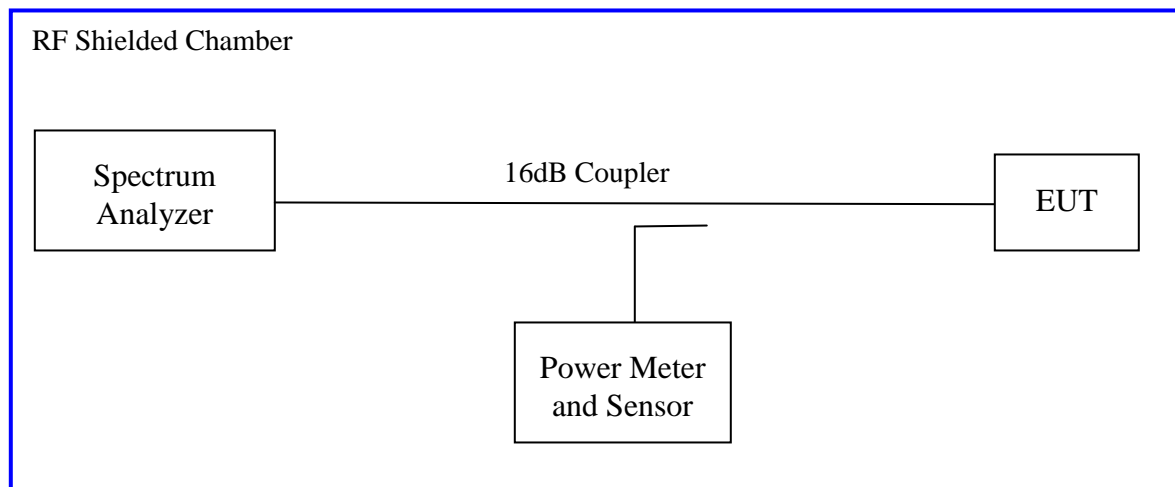 RF Shielded Chamber
Spectrum
Analyzer
16dB Coupler
EUT
Power Meter
and Sensor